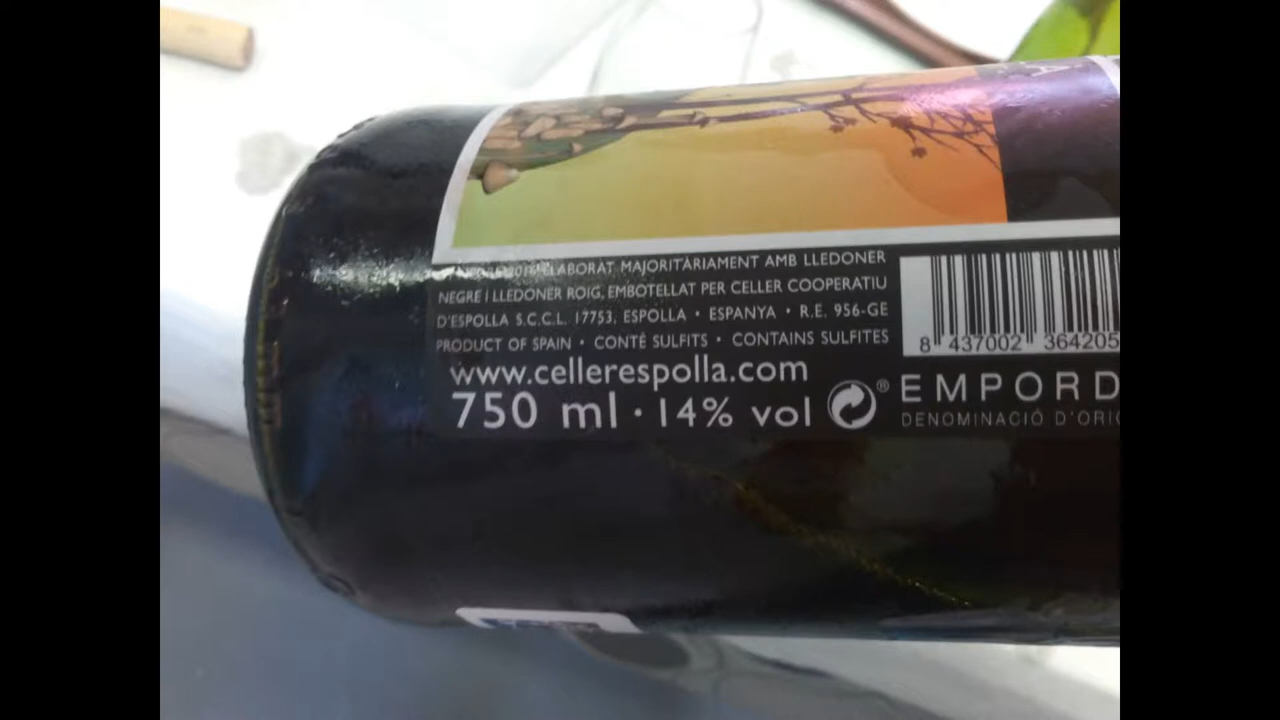 ELABORAT MAJORITÀRIAMENT AMB LLEDONER
NEGRE I LLEDONER ROIG, EMBOTELLAT PER CELLER COOPERATIU
D'ESPOLLA S.C.C.L. 17753, ESPOLLA • ESPANYA • R.E. 956-GE
PRODUCT OF SPAIN • CONTÉ SULFITS • CONTAINS SULFITES
www.cellerespolla.com
750 ml • 14% vol
8 437002 364205
® EMPORD
DENOMINACIÓ D'ORIG